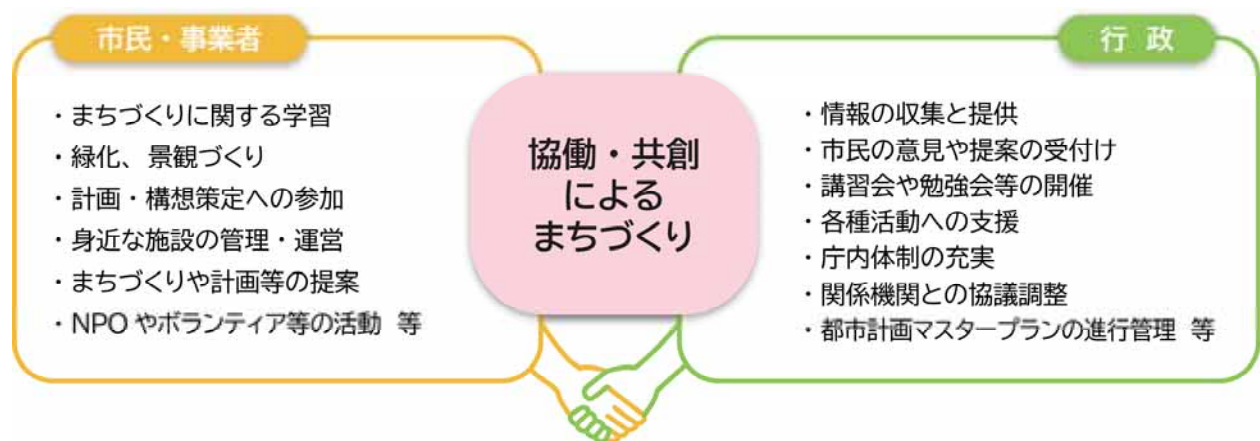 市民・事業者
・まちづくりに関する学習
・緑化、景観づくり
・計画・構想策定への参加
・身近な施設の管理・運営
・まちづくりや計画等の提案
・NPOやボランティア等の活動 等
協働・共創
による
まちづくり
行 政
・情報の収集と提供
・市民の意見や提案の受付け
・講習会や勉強会等の開催
・各種活動への支援
・庁内体制の充実
・関係機関との協議調整
・都市計画マスタープランの進行管理 等